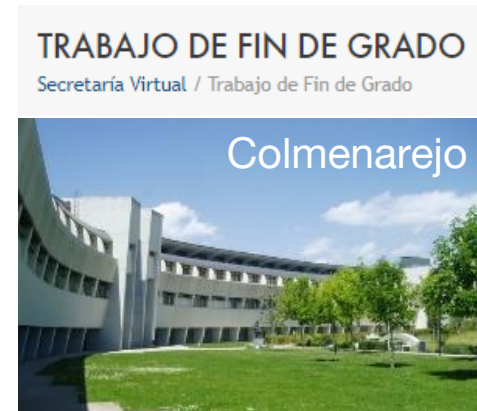 TRABAJO DE FIN DE GRADO
Secretaría Virtual / Trabajo de Fin de Grado
Colmenarejo